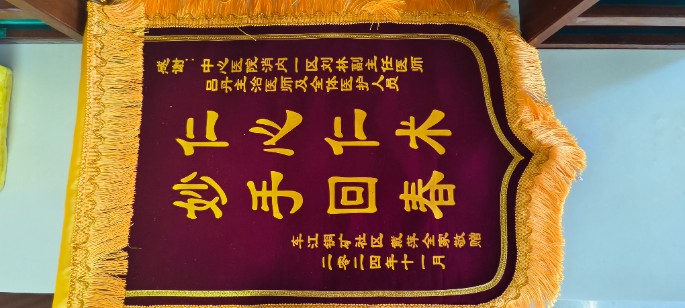 感谢：中心医院消内一区刘林副主任医师
吕丹主治医师及全体医护人员
仁心仁术
妙手回春
车江铜矿社区 萍全家敬赠
二零二四年十一月